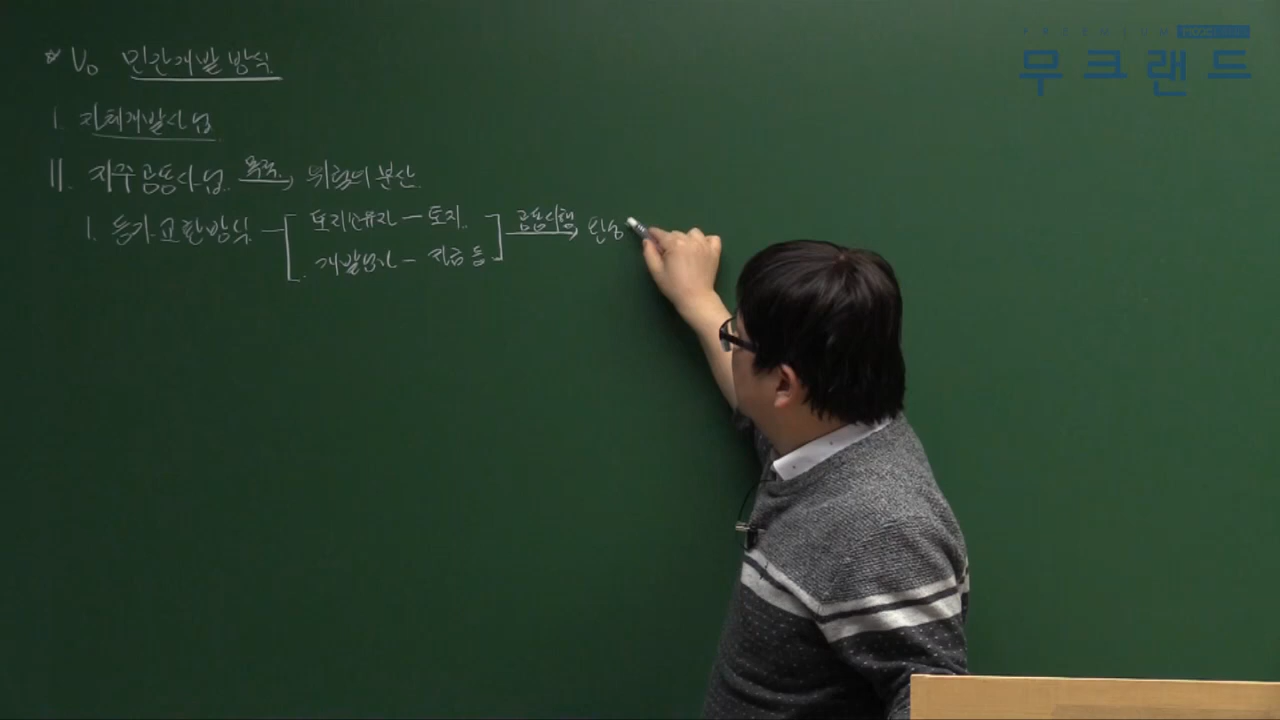 PREMIUM
무크랜드
* V. 민간개발방식
I. 자체개발사업
II. 지주공동사업 목적→ 위험의 분산
1. 등가교환방식 토지소유자 - 토지 공동시행→ 완성
개발업자 - 자금 등